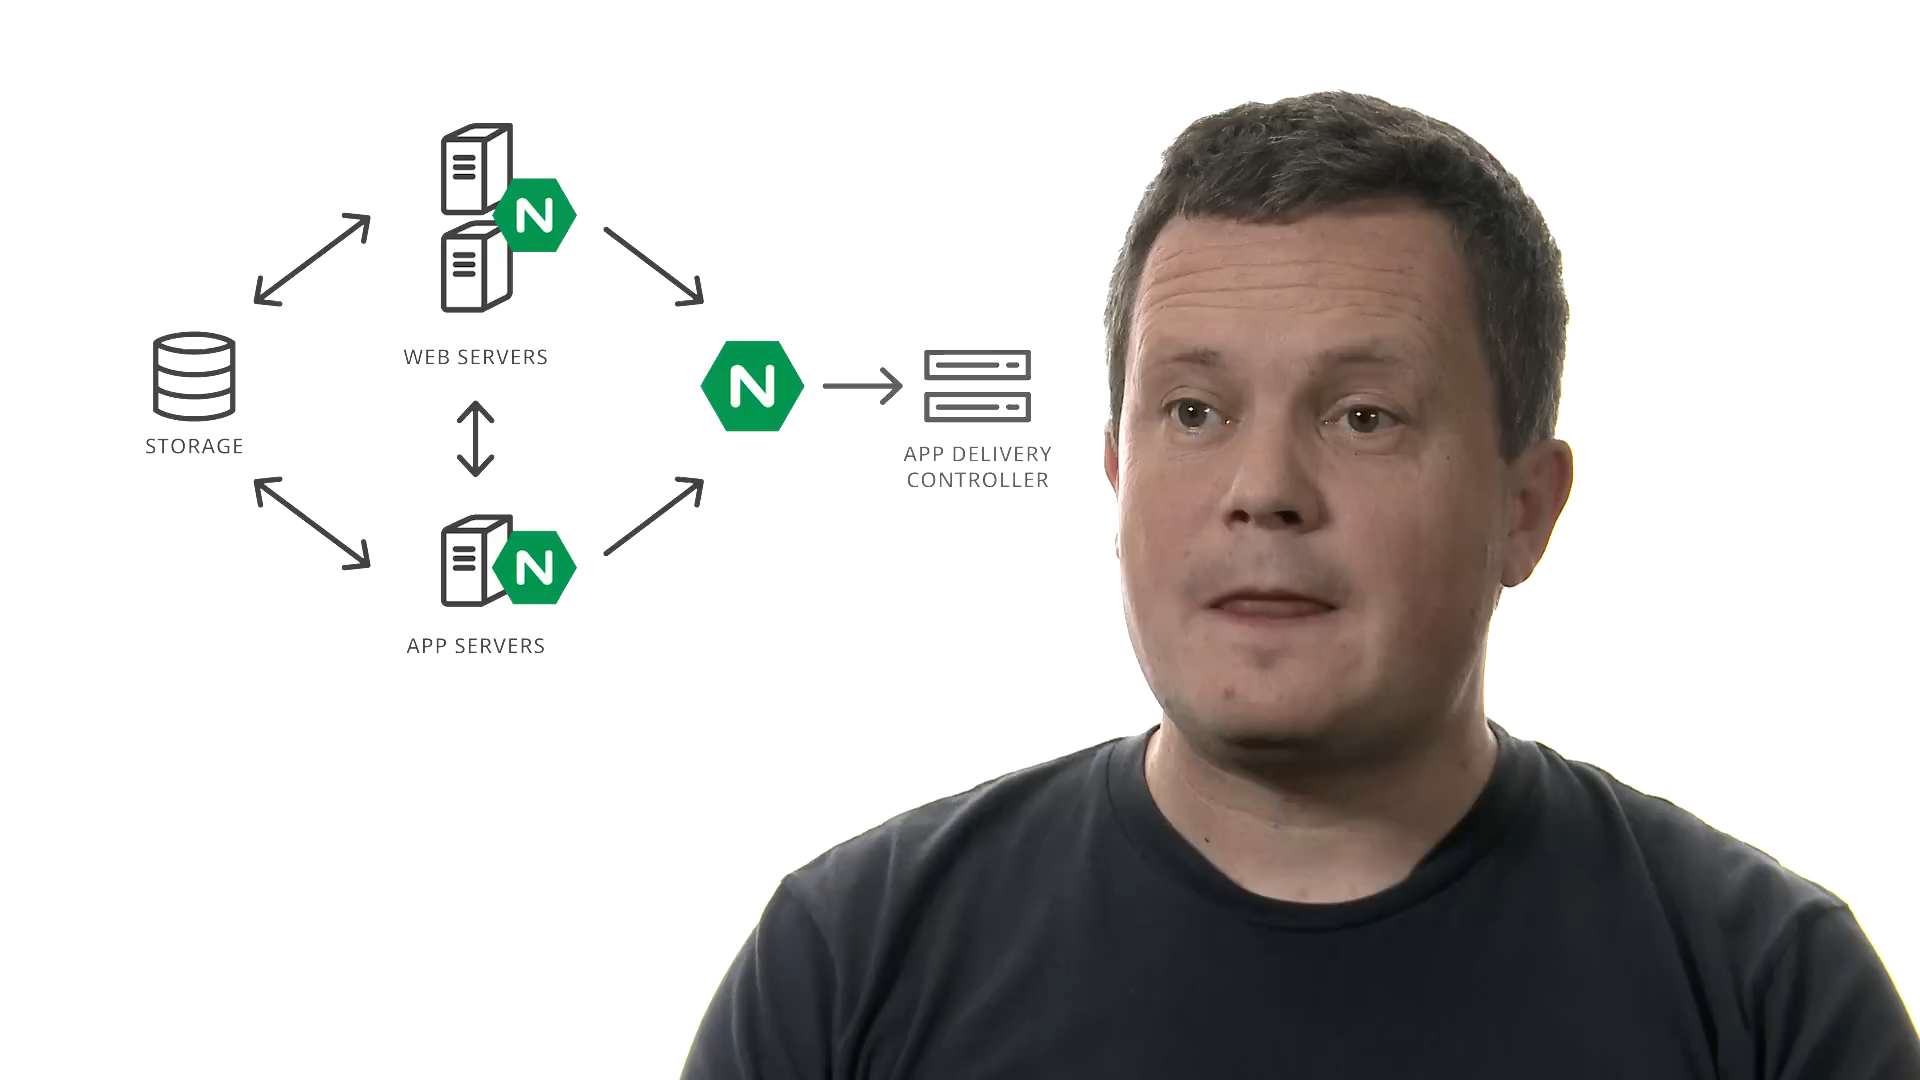 N
WEB SERVERS
N
STORAGE
APP DELIVERY
CONTROLLER
N
APP SERVERS